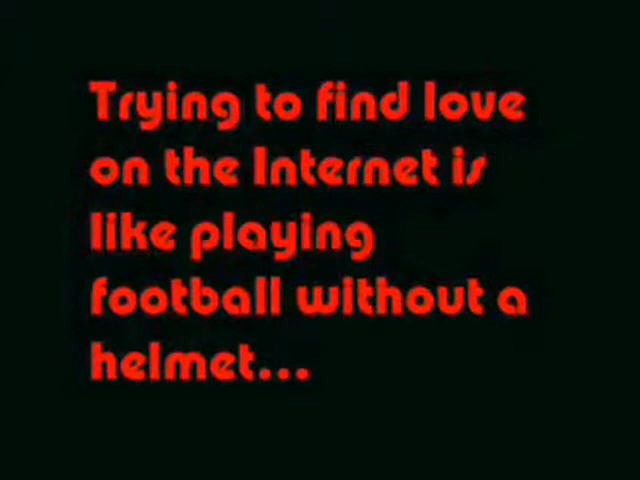 Trying to find love
on the Internet is
like playing
football without a
helmet...